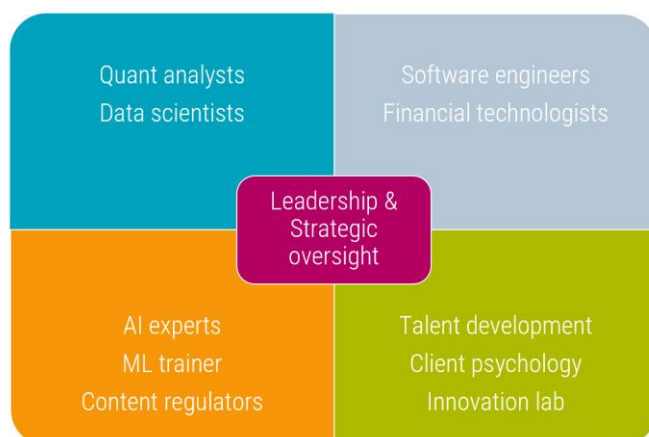 Quant analysts
Data scientists
Software engineers
Financial technologists
Leadership &
Strategic
oversight
AI experts
ML trainer
Content regulators
Talent development
Client psychology
Innovation lab